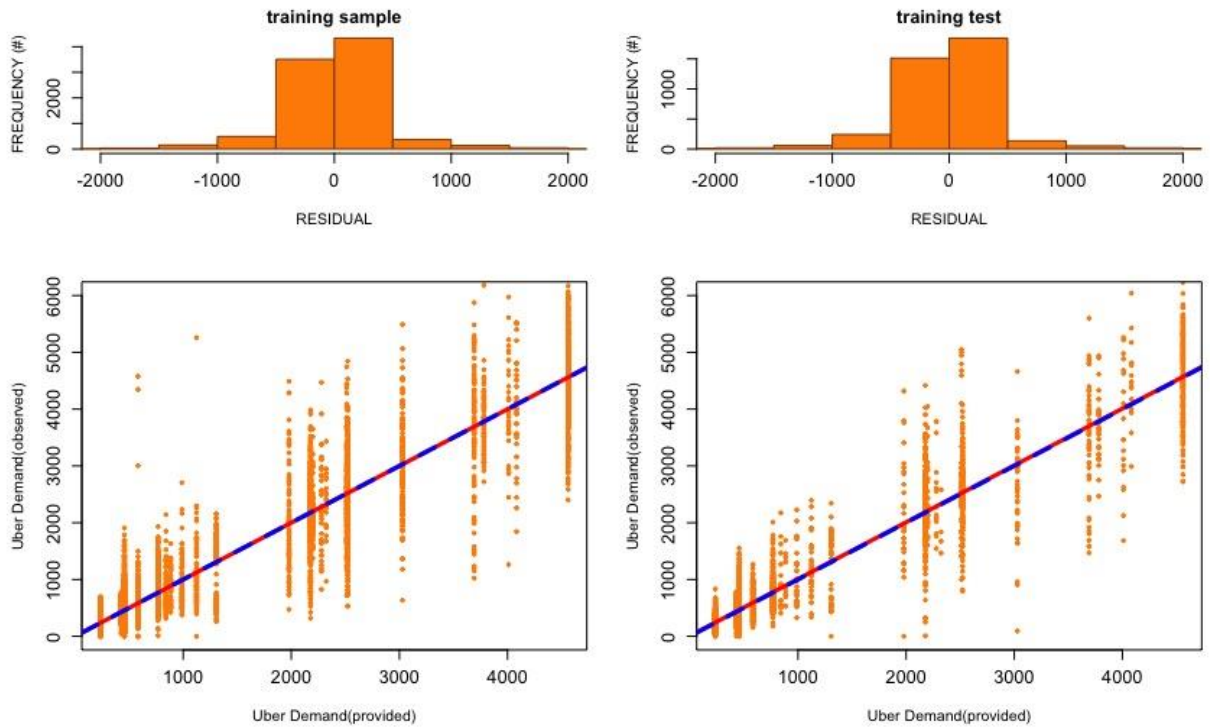 training sample
FREQUENCY (#)
0 2000
-2000 -1000 0 1000 2000
RESIDUAL
training test
FREQUENCY (#)
0 1000
-2000 -1000 0 1000 2000
RESIDUAL
Uber Demand(observed)
0 1000 2000 3000 4000 5000 6000
1000 2000 3000 4000
Uber Demand(provided)
Uber Demand(observed)
0 1000 2000 3000 4000 5000 6000
1000 2000 3000 4000
Uber Demand(provided)